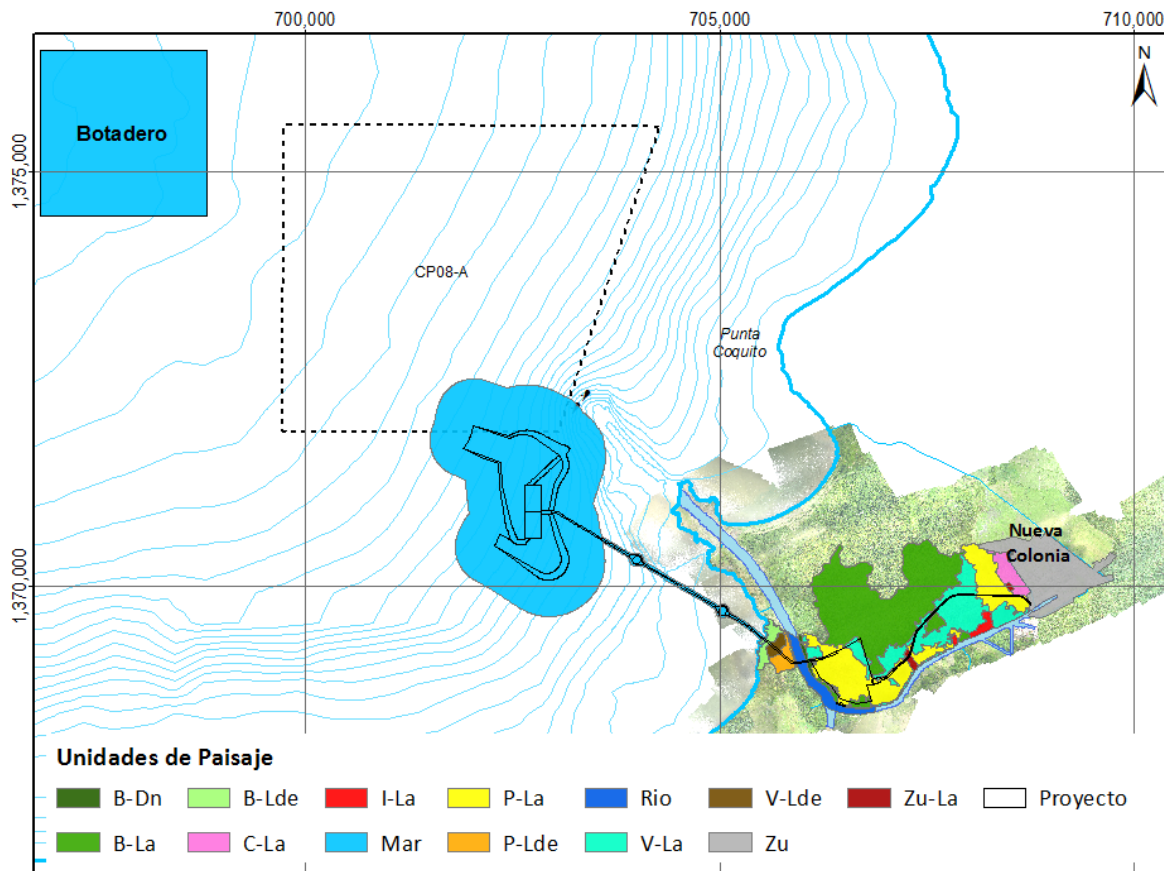 700,000
705,000
710,000
N
Botadero
1,375,000
CP08-A
Punta
Coquito
Nueva
Colonia
1,370,000
Unidades de Paisaje
B-Dn
B-Lde
I-La
P-La
Rio
V-Lde
Zu-La
Proyecto
B-La
C-La
Mar
P-Lde
V-La
Zu